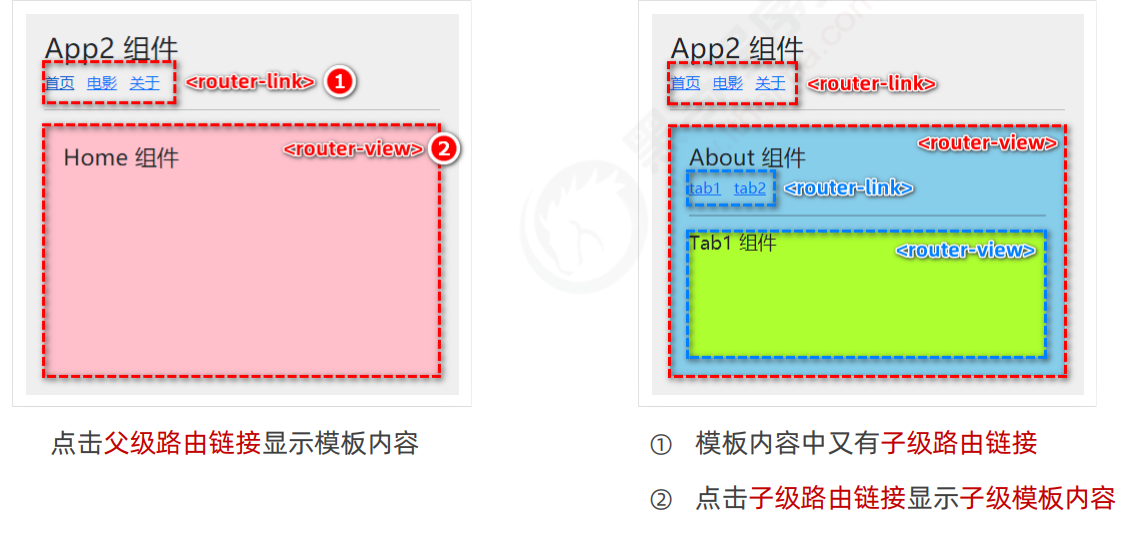 App2 组件
首页 电影 关于 <router-link> 1
Home 组件 <router-view> 2
点击父级路由链接显示模板内容
App2 组件
首页 电影 关于 <router-link>
<router-view>
About 组件
tab1 tab2 <router-link>
Tab1 组件 <router-view>
① 模板内容中又有子级路由链接
② 点击子级路由链接显示子级模板内容